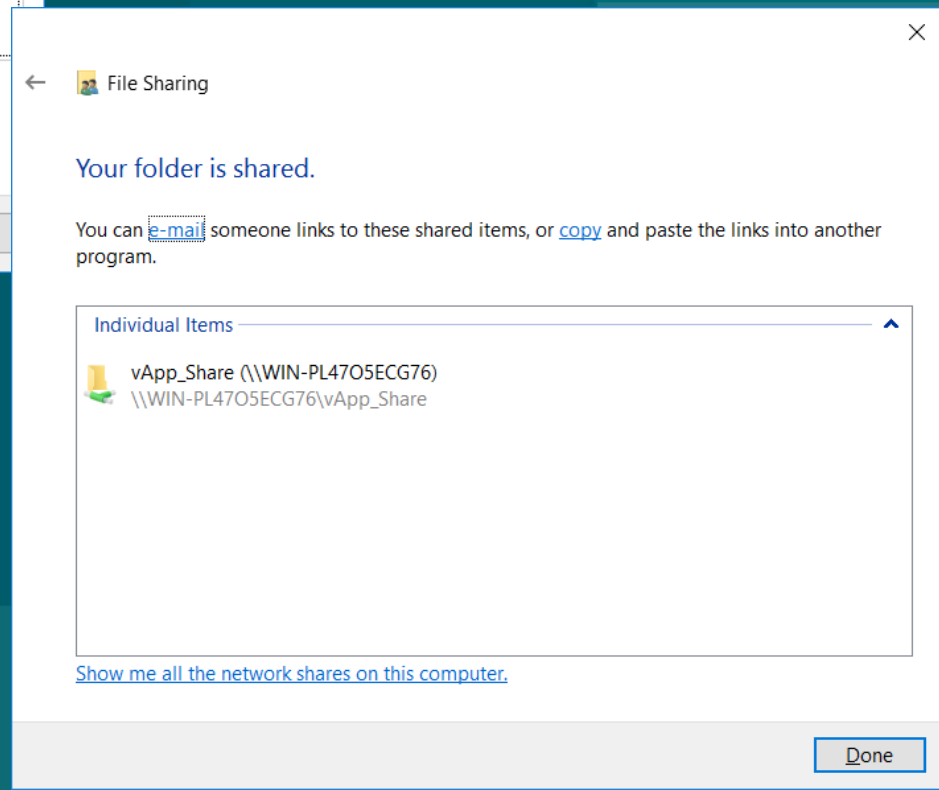 File Sharing
Your folder is shared.
You can e-mail someone links to these shared items, or copy and paste the links into another
program.
Individual Items
vApp_Share (\\WIN-PL47O5ECG76)
\\WIN-PL47O5ECG76\vApp_Share
Show me all the network shares on this computer.
Done